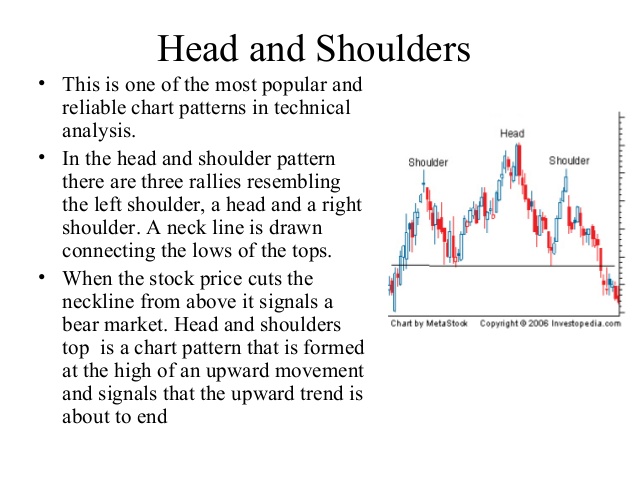 Head and Shoulders
• This is one of the most popular and
reliable chart patterns in technical
analysis.
• In the head and shoulder pattern
there are three rallies resembling
the left shoulder, a head and a right
shoulder. A neck line is drawn
connecting the lows of the tops.
• When the stock price cuts the
neckline from above it signals a
bear market. Head and shoulders
top  is a chart pattern that is formed
at the high of an upward movement
and signals that the upward trend is
about to end
Head
Shoulder
Shoulder
Chart by MetaStock Copyright © 2006 Investopedia.com